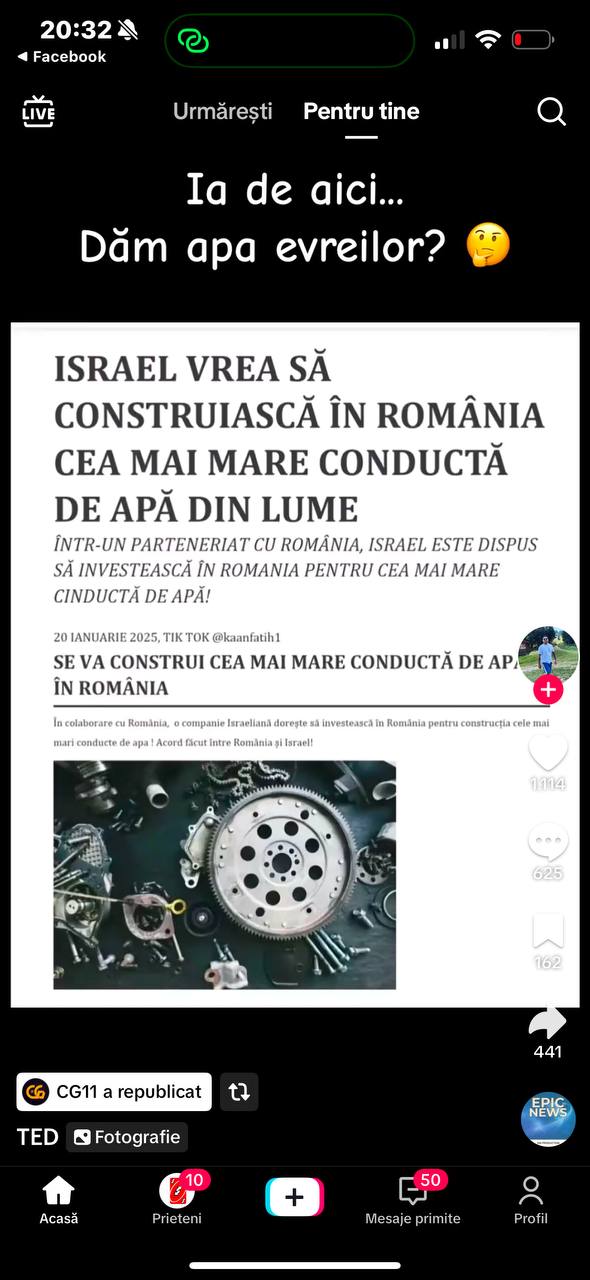 20:32
◀ Facebook
LIVE
Urmărești
Pentru tine
Ia de aici...
Dăm apa evreilor? 🤔
ISRAEL VREA SĂ
CONSTRUIASCĂ ÎN ROMÂNIA
CEA MAI MARE CONDUCTĂ
DE APĂ DIN LUME
ÎNTR-UN PARTENERIAT CU ROMÂNIA, ISRAEL ESTE DISPUS
SĂ INVESTEASCĂ ÎN ROMANIA PENTRU CEA MAI MARE
CINDUCTĂ DE APĂ!
20 IANUARIE 2025, TIK TOK @kaanfatih1
SE VA CONSTRUI CEA MAI MARE CONDUCTĂ DE APĂ
ÎN ROMÂNIA
În colaborare cu România, o companie Israeliană dorește să investească în România pentru construcția cele mai
mari conducte de apa ! Acord făcut între România și Israel!
1114
625
162
441
CG11 a republicat
EPIC
NEWS
TED
Fotografie
10
50
Acasă
Prieteni
Mesaje primite
Profil